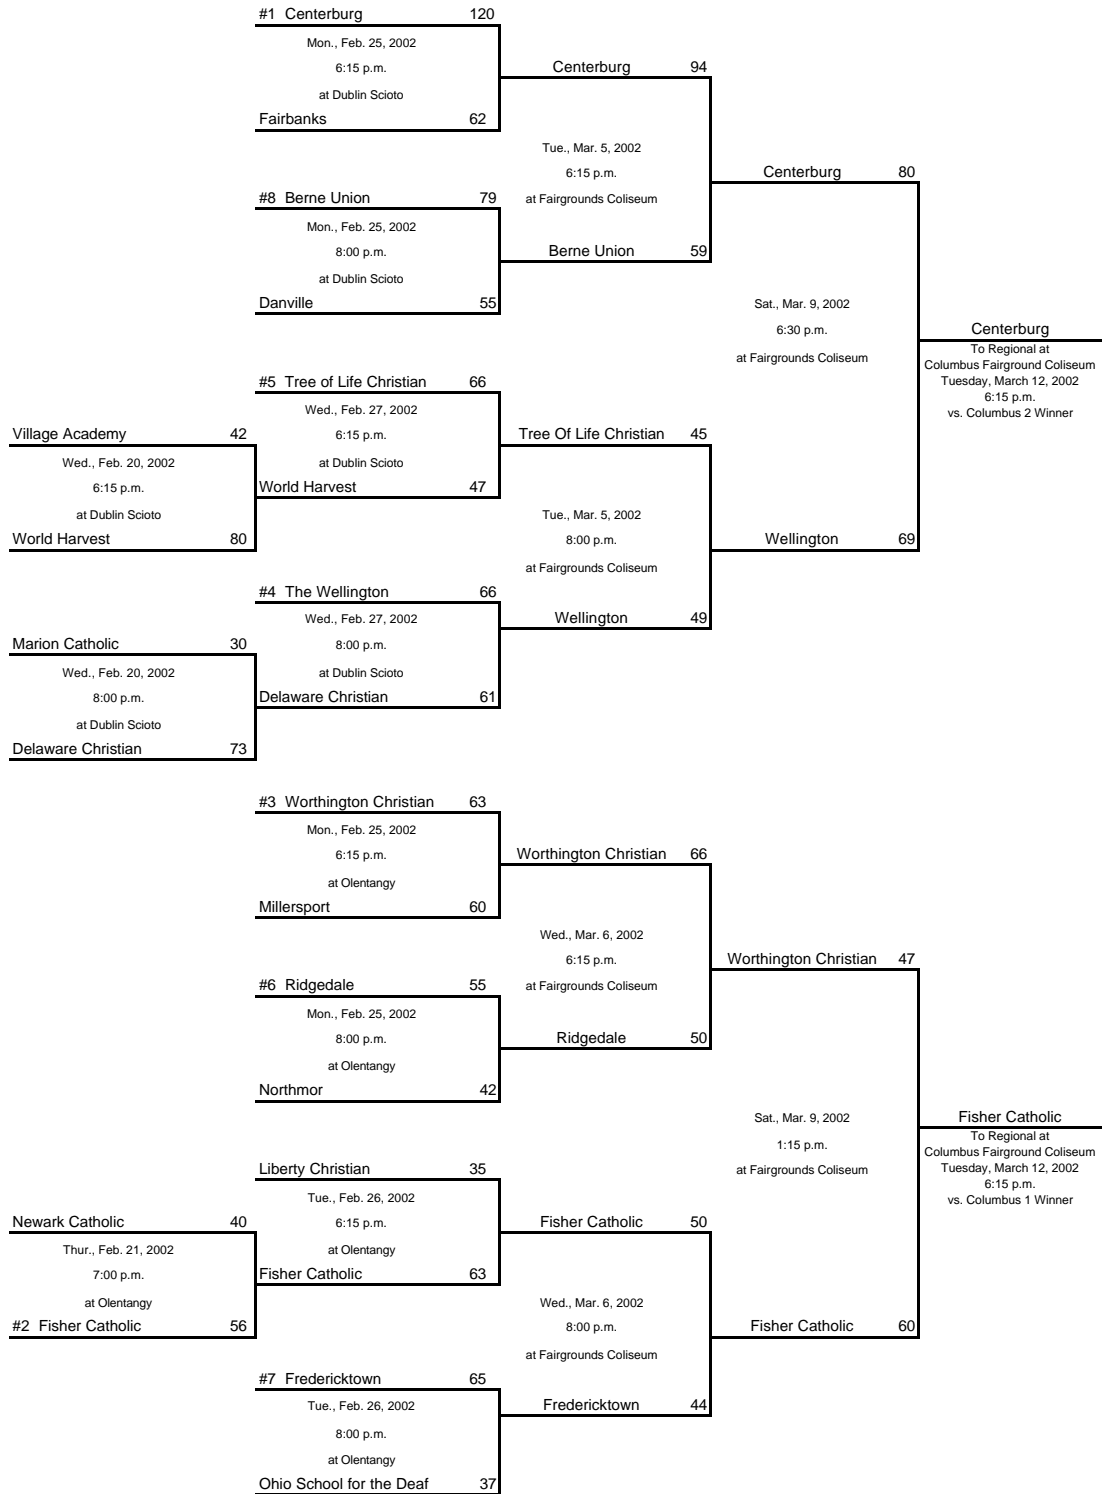 #1 Centerburg 120
Mon., Feb. 25, 2002
6:15 p.m.
at Dublin Scioto
Fairbanks 62
Centerburg 94
Tue., Mar. 5, 2002
6:15 p.m.
at Fairgrounds Coliseum
#8 Berne Union 79
Mon., Feb. 25, 2002
8:00 p.m.
at Dublin Scioto
Danville 55
Berne Union 59
Centerburg 80
Sat., Mar. 9, 2002
6:30 p.m.
at Fairgrounds Coliseum
Centerburg
To Regional at
Columbus Fairground Coliseum
Tuesday, March 12, 2002
6:15 p.m.
vs. Columbus 2 Winner
#5 Tree of Life Christian 66
Wed., Feb. 27, 2002
6:15 p.m.
at Dublin Scioto
World Harvest 47
Village Academy 42
Wed., Feb. 20, 2002
6:15 p.m.
at Dublin Scioto
World Harvest 80
Tree Of Life Christian 45
Tue., Mar. 5, 2002
8:00 p.m.
at Fairgrounds Coliseum
Wellington 69
#4 The Wellington 66
Wed., Feb. 27, 2002
8:00 p.m.
at Dublin Scioto
Delaware Christian 61
Wellington 49
Marion Catholic 30
Wed., Feb. 20, 2002
8:00 p.m.
at Dublin Scioto
Delaware Christian 73
#3 Worthington Christian 63
Mon., Feb. 25, 2002
6:15 p.m.
at Olentangy
Millersport 60
Worthington Christian 66
Wed., Mar. 6, 2002
6:15 p.m.
at Fairgrounds Coliseum
#6 Ridgedale 55
Mon., Feb. 25, 2002
8:00 p.m.
at Olentangy
Northmor 42
Ridgedale 50
Worthington Christian 47
Sat., Mar. 9, 2002
1:15 p.m.
at Fairgrounds Coliseum
Fisher Catholic
To Regional at
Columbus Fairground Coliseum
Tuesday, March 12, 2002
6:15 p.m.
vs. Columbus 1 Winner
Liberty Christian 35
Tue., Feb. 26, 2002
6:15 p.m.
at Olentangy
Fisher Catholic 63
Newark Catholic 40
Thur., Feb. 21, 2002
7:00 p.m.
at Olentangy
#2 Fisher Catholic 56
Fisher Catholic 50
Wed., Mar. 6, 2002
8:00 p.m.
at Fairgrounds Coliseum
Fisher Catholic 60
#7 Fredericktown 65
Tue., Feb. 26, 2002
8:00 p.m.
at Olentangy
Ohio School for the Deaf 37
Fredericktown 44